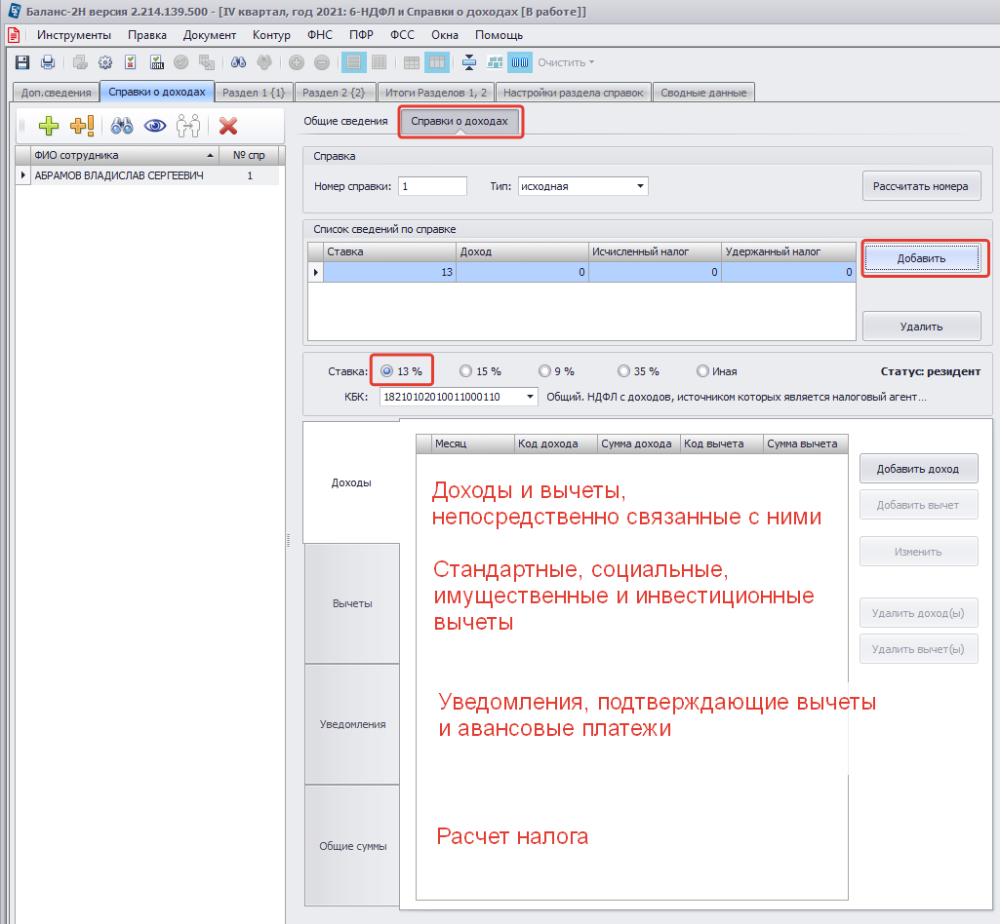 Баланс-2Н версия 2.214.139.500 - [IV квартал, год 2021: 6-НДФЛ и Справки о доходах [В работе]]
Инструменты Правка Документ Контур ФНС ПФР ФСС Окна Помощь
Очистить
Доп.сведения Справки о доходах Раздел 1 {1} Раздел 2 {2} Итоги Разделов 1, 2 Настройки раздела справок Сводные данные
Общие сведения Справки о доходах
ФИО сотрудника № спр
АБРАМОВ ВЛАДИСЛАВ СЕРГЕЕВИЧ 1
Справка
Номер справки: 1 Тип: исходная Рассчитать номера
Список сведений по справке
Ставка Доход Исчисленный налог Удержанный налог
13 0 0 0
Добавить
Удалить
Ставка: 13 % 15 % 9 % 35 % Иная Статус: резидент
КБК: 18210102010011000110 Общий. НДФЛ с доходов, источником которых является налоговый агент...
Доходы
Вычеты
Уведомления
Общие суммы
Месяц Код дохода Сумма дохода Код вычета Сумма вычета
Доходы и вычеты,
непосредственно связанные с ними
Стандартные, социальные,
имущественные и инвестиционные
вычеты
Уведомления, подтверждающие вычеты
и авансовые платежи
Расчет налога
Добавить доход
Добавить вычет
Изменить
Удалить доход(ы)
Удалить вычет(ы)